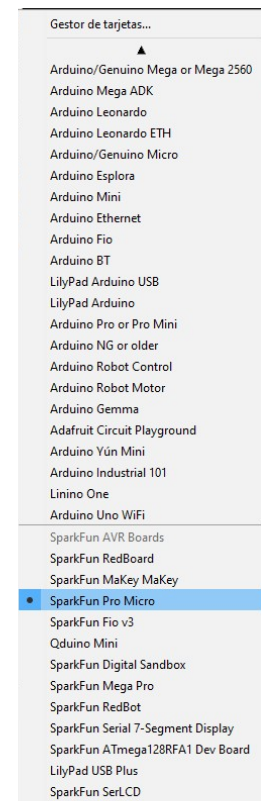 Gestor de tarjetas...
Arduino/Genuino Mega or Mega 2560
Arduino Mega ADK
Arduino Leonardo
Arduino Leonardo ETH
Arduino/Genuino Micro
Arduino Esplora
Arduino Mini
Arduino Ethernet
Arduino Fio
Arduino BT
LilyPad Arduino USB
LilyPad Arduino
Arduino Pro or Pro Mini
Arduino NG or older
Arduino Robot Control
Arduino Robot Motor
Arduino Gemma
Adafruit Circuit Playground
Arduino Yún Mini
Arduino Industrial 101
Linino One
Arduino Uno WiFi
SparkFun AVR Boards
SparkFun RedBoard
SparkFun MaKey MaKey
SparkFun Pro Micro
SparkFun Fio v3
Qduino Mini
SparkFun Digital Sandbox
SparkFun Mega Pro
SparkFun RedBot
SparkFun Serial 7-Segment Display
SparkFun ATmega128RFA1 Dev Board
LilyPad USB Plus
SparkFun SerLCD